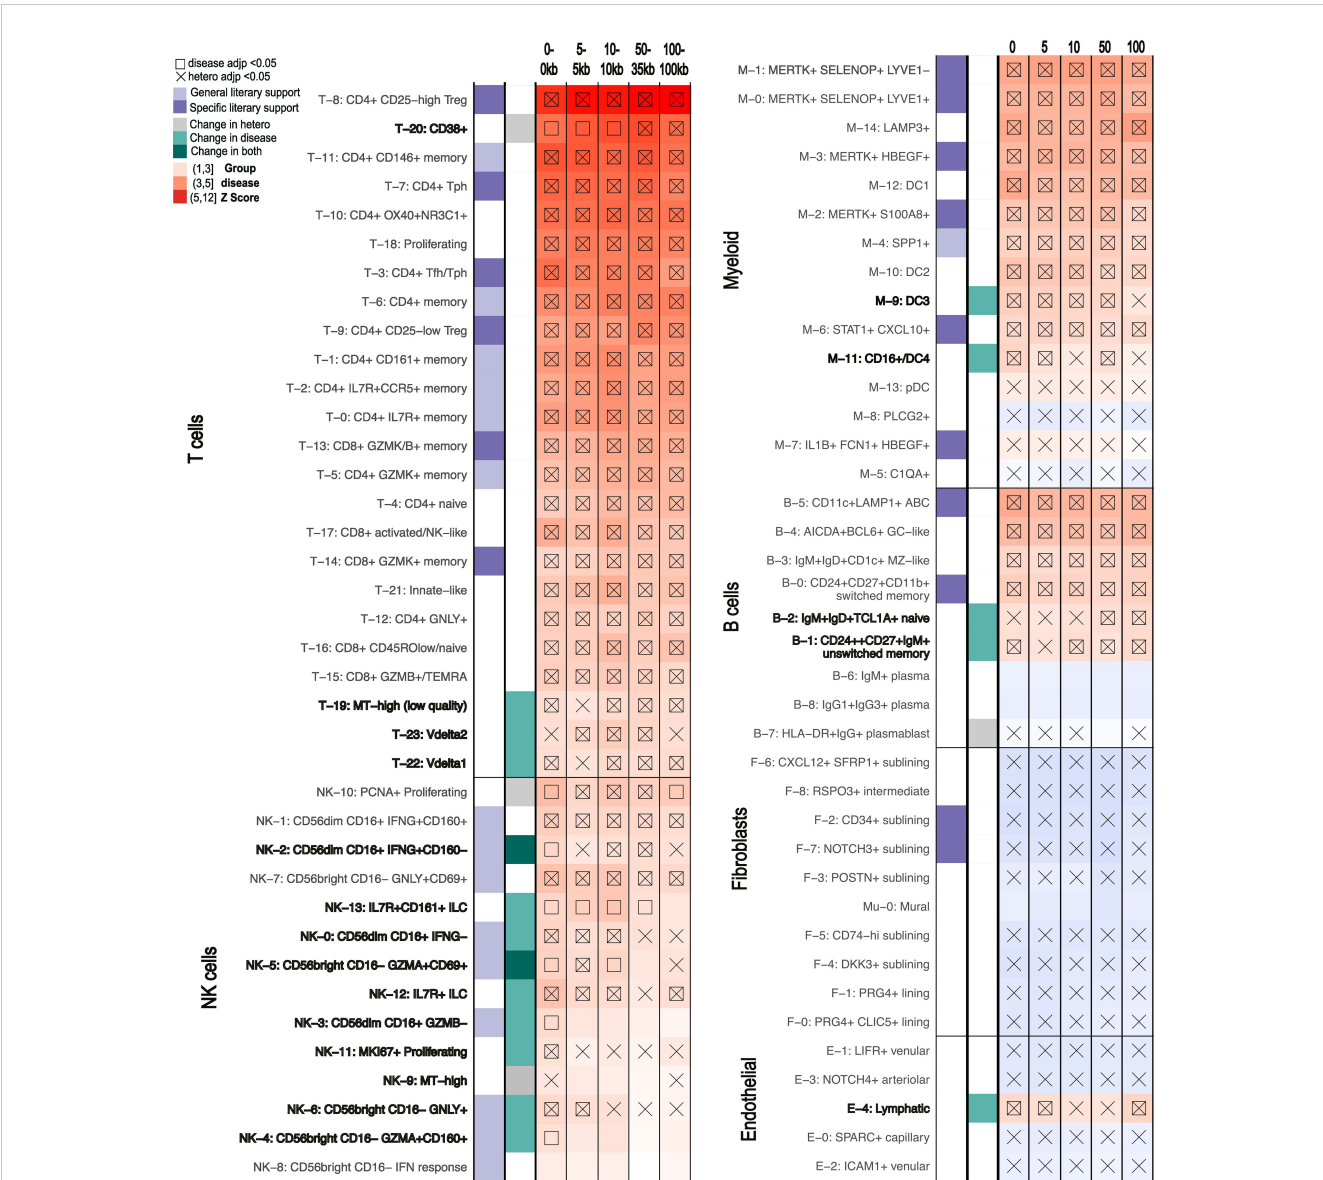 disease adjp <0.05
hetero adjp <0.05
General literary support
Specific literary support
Change in hetero
Change in disease
Change in both
(1,3] Group
(3,5] disease
(5,12] Z Score
0- 5- 10- 50- 100-
0kb 5kb 10kb 35kb 100kb
T cells
T-8: CD4+ CD25-high Treg
T-20: CD38+
T-11: CD4+ CD146+ memory
T-7: CD4+ Tph
T-10: CD4+ OX40+NR3C1+
T-18: Proliferating
T-3: CD4+ Tfh/Tph
T-6: CD4+ memory
T-9: CD4+ CD25-low Treg
T-1: CD4+ CD161+ memory
T-2: CD4+ IL7R+CCR5+ memory
T-0: CD4+ IL7R+ memory
T-13: CD8+ GZMK/B+ memory
T-5: CD4+ GZMK+ memory
T-4: CD4+ naive
T-17: CD8+ activated/NK-like
T-14: CD8+ GZMK+ memory
T-21: Innate-like
T-12: CD4+ GNLY+
T-16: CD8+ CD45ROlow/naive
T-15: CD8+ GZMB+/TEMRA
T-19: MT-high (low quality)
T-23: Vdelta2
T-22: Vdelta1
NK cells
NK-10: PCNA+ Proliferating
NK-1: CD56dim CD16+ IFNG+CD160+
NK-2: CD56dim CD16+ IFNG+CD160-
NK-7: CD56bright CD16- GNLY+CD69+
NK-13: IL7R+CD161+ ILC
NK-0: CD56dim CD16+ IFNG-
NK-5: CD56bright CD16- GZMA+CD69+
NK-12: IL7R+ ILC
NK-3: CD56dim CD16+ GZMB-
NK-11: MKI67+ Proliferating
NK-9: MT-high
NK-6: CD56bright CD16- GNLY+
NK-4: CD56bright CD16- GZMA+CD160+
NK-8: CD56bright CD16- IFN response
0 5 10 50 100
Myeloid
M-1: MERTK+ SELENOP+ LYVE1-
M-0: MERTK+ SELENOP+ LYVE1+
M-14: LAMP3+
M-3: MERTK+ HBEGF+
M-12: DC1
M-2: MERTK+ S100A8+
M-4: SPP1+
M-10: DC2
M-9: DC3
M-6: STAT1+ CXCL10+
M-11: CD16+/DC4
M-13: pDC
M-8: PLCG2+
M-7: IL1B+ FCN1+ HBEGF+
M-5: C1QA+
B cells
B-5: CD11c+LAMP1+ ABC
B-4: AICDA+BCL6+ GC-like
B-3: IgM+IgD+CD1c+ MZ-like
B-0: CD24+CD27+CD11b+
switched memory
B-2: IgM+IgD+TCL1A+ naive
B-1: CD24++CD27+IgM+
unswitched memory
B-6: IgM+ plasma
B-8: IgG1+IgG3+ plasma
B-7: HLA-DR+IgG+ plasmablast
Fibroblasts
F-6: CXCL12+ SFRP1+ sublining
F-8: RSPO3+ intermediate
F-2: CD34+ sublining
F-7: NOTCH3+ sublining
F-3: POSTN+ sublining
Mu-0: Mural
F-5: CD74-hi sublining
F-4: DKK3+ sublining
F-1: PRG4+ lining
F-0: PRG4+ CLIC5+ lining
Endothelial
E-1: LIFR+ venular
E-3: NOTCH4+ arteriolar
E-4: Lymphatic
E-0: SPARC+ capillary
E-2: ICAM1+ venular